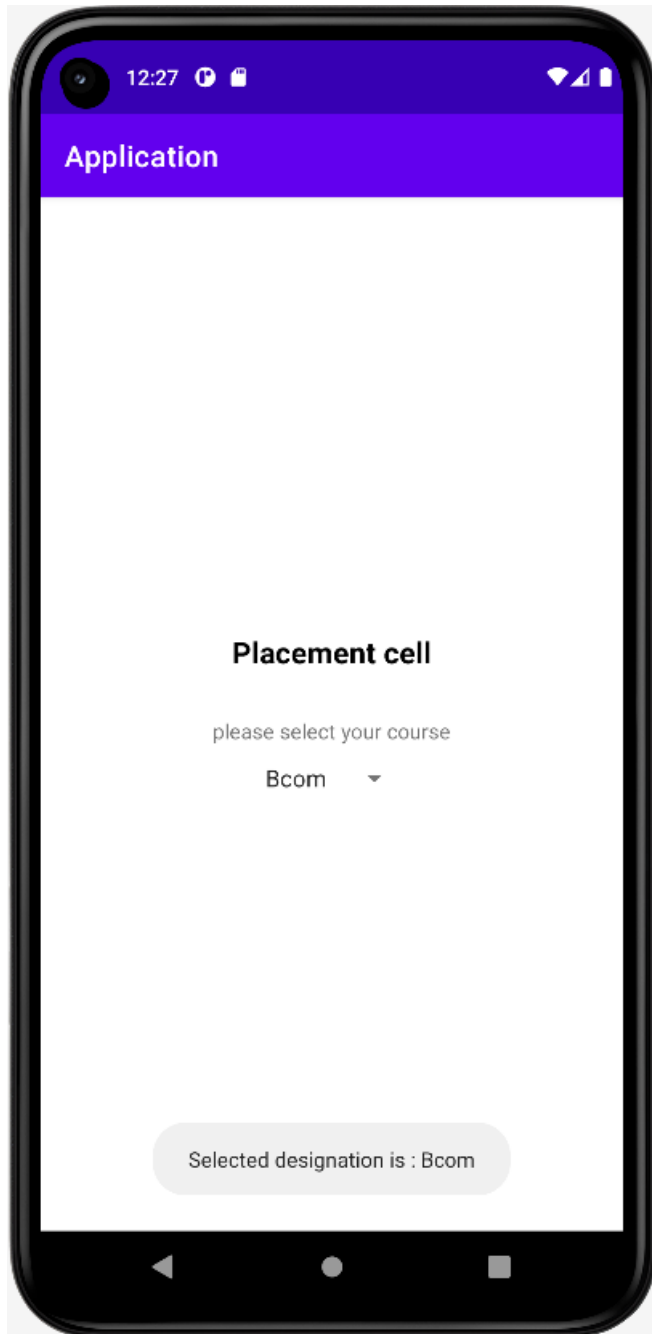 12:27
Application
Placement cell
please select your course
Bcom
Selected designation is : Bcom